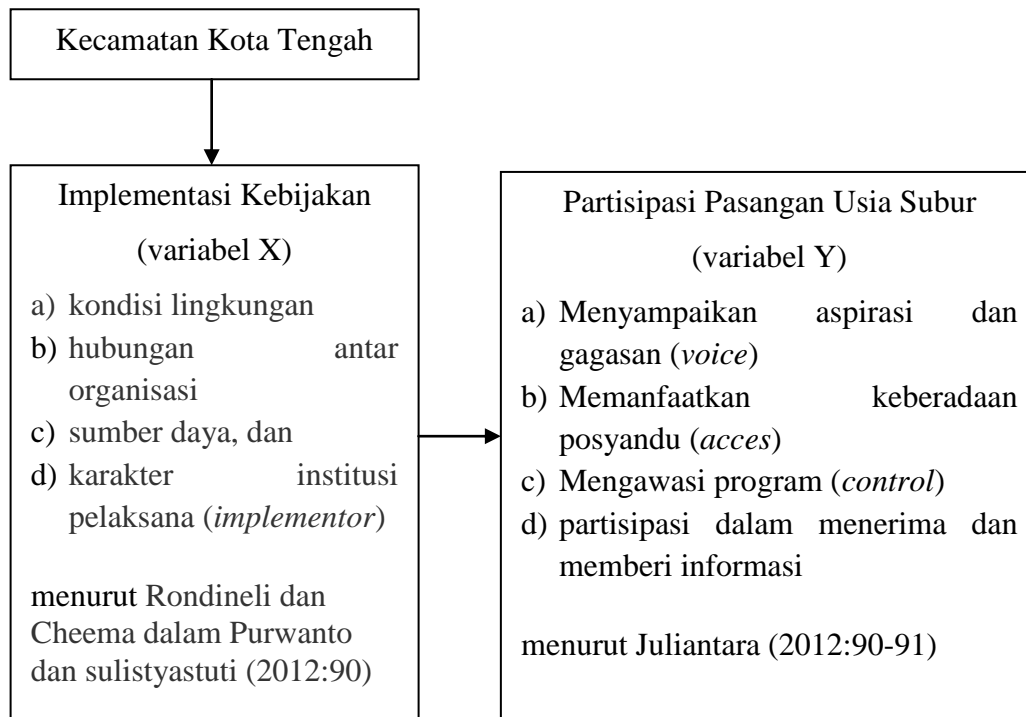 Kecamatan Kota Tengah
Implementasi Kebijakan
(variabel X)
a) kondisi lingkungan
b) hubungan antar
organisasi
c) sumber daya, dan
d) karakter institusi
pelaksana (implementor)
menurut Rondineli dan
Cheema dalam Purwanto
dan sulistyastuti (2012:90)
Partisipasi Pasangan Usia Subur
(variabel Y)
a) Menyampaikan aspirasi dan
gagasan (voice)
b) Memanfaatkan keberadaan
posyandu (acces)
c) Mengawasi program (control)
d) partisipasi dalam menerima dan
memberi informasi
menurut Juliantara (2012:90-91)